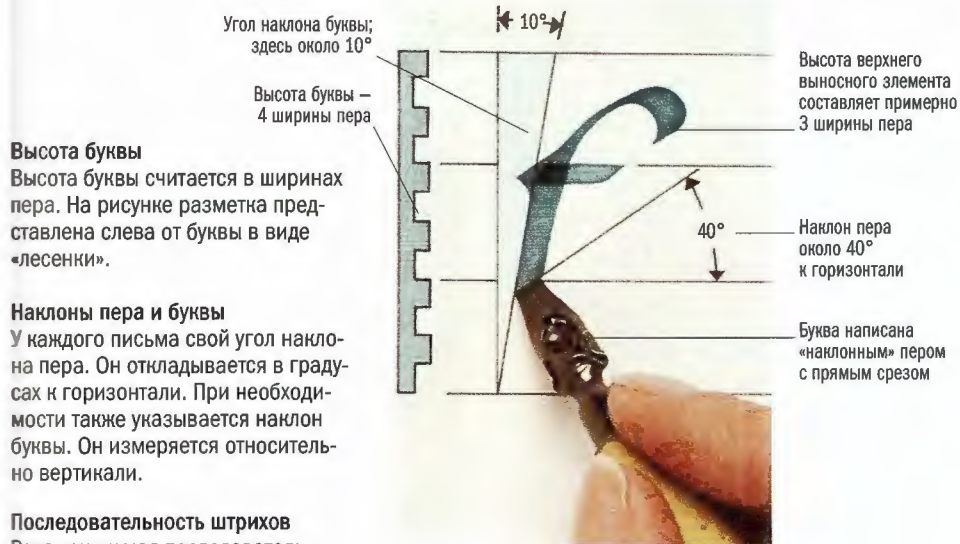 Угол наклона буквы;
здесь около 10°
Высота буквы –
4 ширины пера
10°
Высота верхнего
выносного элемента
составляет примерно
3 ширины пера
40°
Наклон пера
около 40°
к горизонтали
Буква написана
«наклонным» пером
с прямым срезом
Высота буквы
Высота буквы считается в ширинах
пера. На рисунке разметка пред-
ставлена слева от буквы в виде
«лесенки».
Наклоны пера и буквы
У каждого письма свой угол накло-
на пера. Он откладывается в граду-
сах к горизонтали. При необходи-
мости также указывается наклон
буквы. Он измеряется относитель-
но вертикали.
Последовательность штрихов